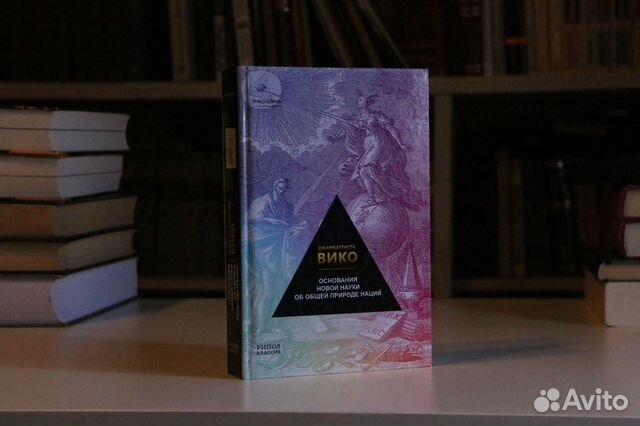 ДЖАМБАТТИСТА
ВИКО
ОСНОВАНИЯ
НОВОЙ НАУКИ
ОБ ОБЩЕЙ ПРИРОДЕ НАЦИЙ
РИПОЛ
КЛАССИК
Avito